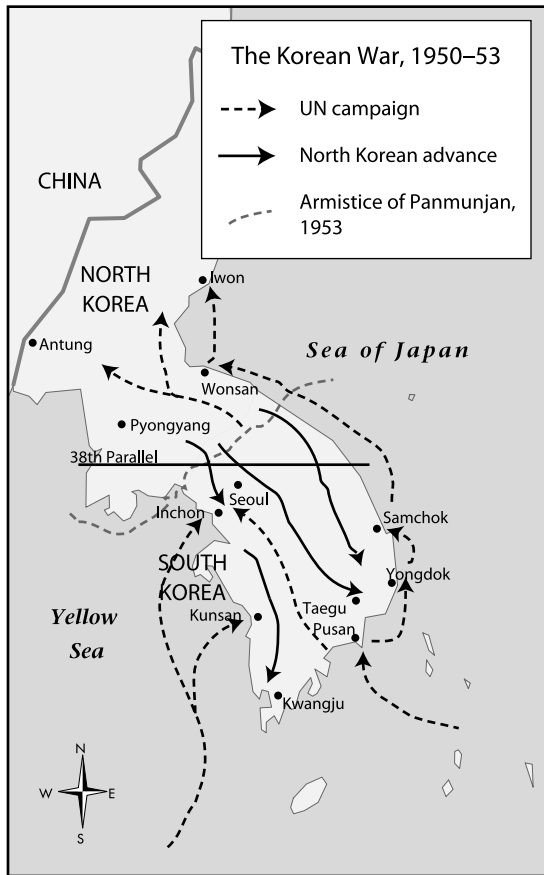 The Korean War, 1950–53
UN campaign
North Korean advance
Armistice of Panmunjan,
1953
CHINA
NORTH
KOREA
Iwon
Antung
Sea of Japan
Wonsan
Pyongyang
38th Parallel
Seoul
Inchon
Samchok
SOUTH
KOREA
Yongdok
Taegu
Kunsan
Pusan
Yellow
Sea
Kwangju
N
W
E
S